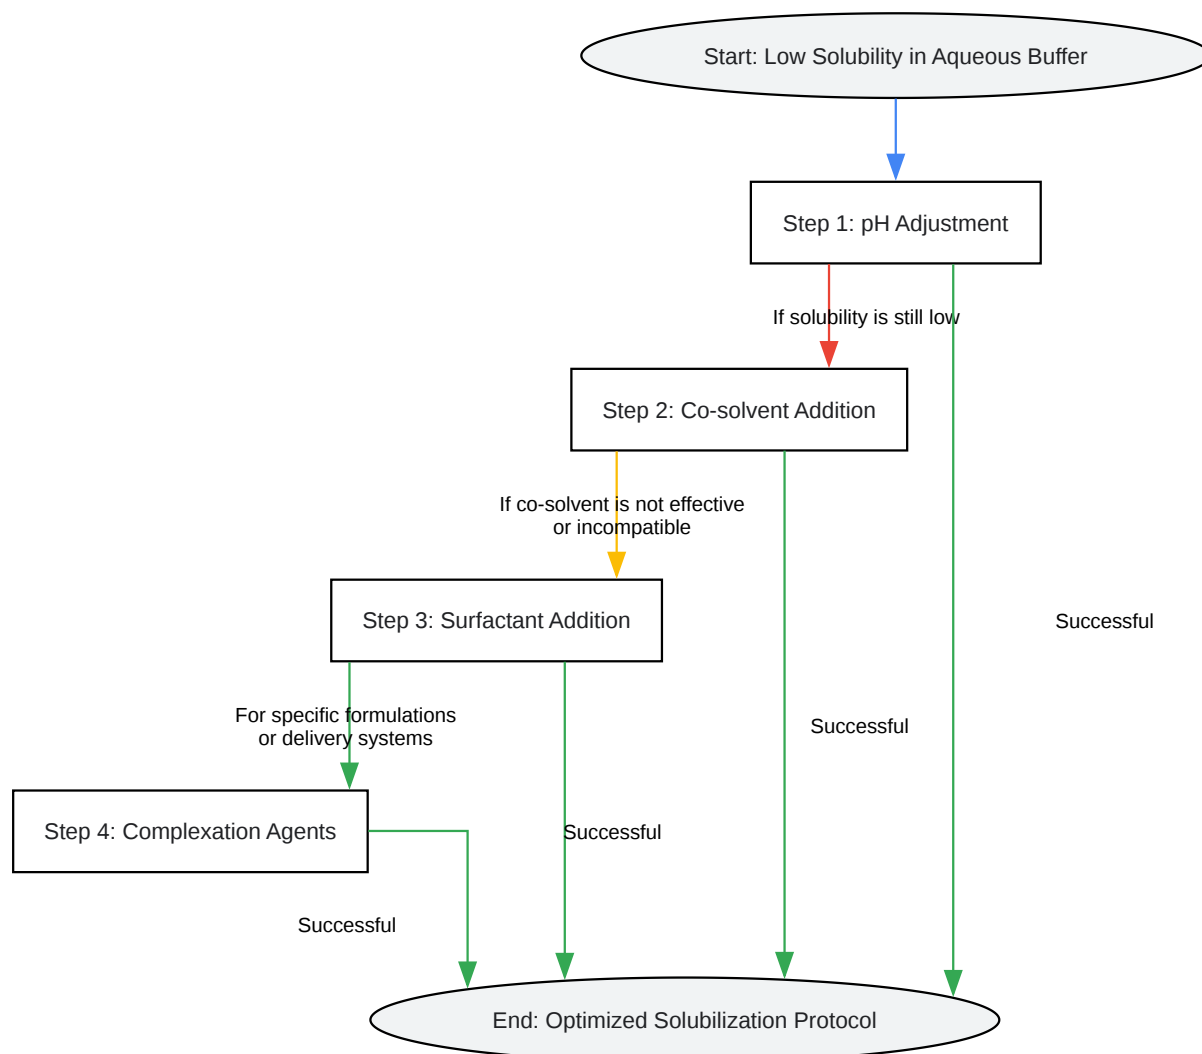 Start: Low Solubility in Aqueous Buffer
Step 1: pH Adjustment
If solubility is still low
Step 2: Co-solvent Addition
If co-solvent is not effective
or incompatible
Step 3: Surfactant Addition
Successful
For specific formulations
or delivery systems
Successful
Step 4: Complexation Agents
Successful
Successful
End: Optimized Solubilization Protocol